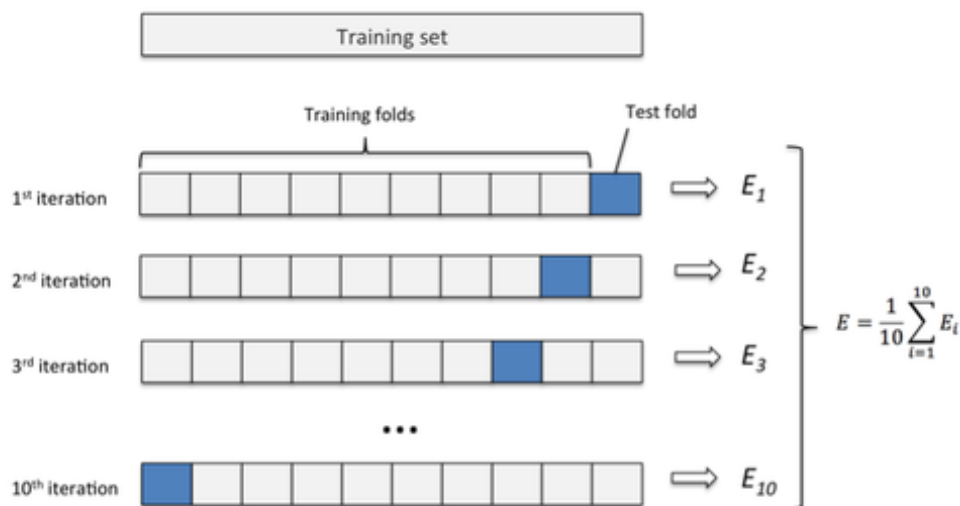 Training set
Training folds
Test fold
1st iteration
E1
2nd iteration
E2
E = 1/10 ∑_{i=1}^{10} Ei
3rd iteration
E3
...
10th iteration
E10